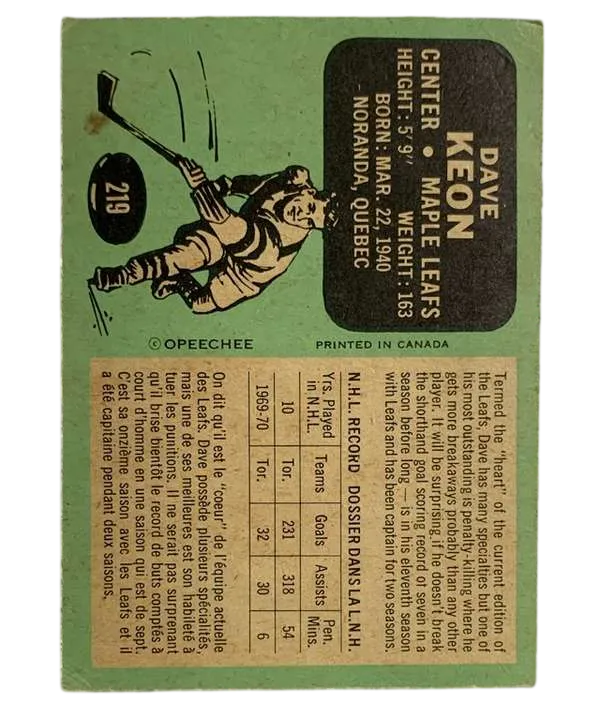 DAVE
KEON
CENTER • MAPLE LEAFS
HEIGHT: 5'9" WEIGHT: 163
BORN: MAR. 22, 1940
NORANDA, QUEBEC
219
© OPEECHEE
PRINTED IN CANADA
Termed the "heart" of the current edition of
the Leafs, Dave has many specialties but one of
his most outstanding is penalty-killing where he
gets more breakaways probably than any other
player. It will be surprising if he doesn't break
the shorthand goal scoring record of seven in a
season before long — is in his eleventh season
with Leafs and has been captain for two seasons.
N.H.L. RECORD DOSSIER DANS LA L.N.H.
Yrs. Played in N.H.L. Teams Goals Assists Pen. Mins.
10 Tor. 231 318 54
1969-70 Tor. 32 30 6
On dit qu'il est le "coeur" de l'équipe actuelle
des Leafs. Dave possède plusieurs spécialités,
mais une de ses meilleures est son habileté à
tuer les punitions. Il ne serait pas surprenant
qu'il brise bientôt le record de buts comptés à
court d'homme en une saison qui est de sept.
C'est sa onzième saison avec les Leafs et il
a été capitaine pendant deux saisons.